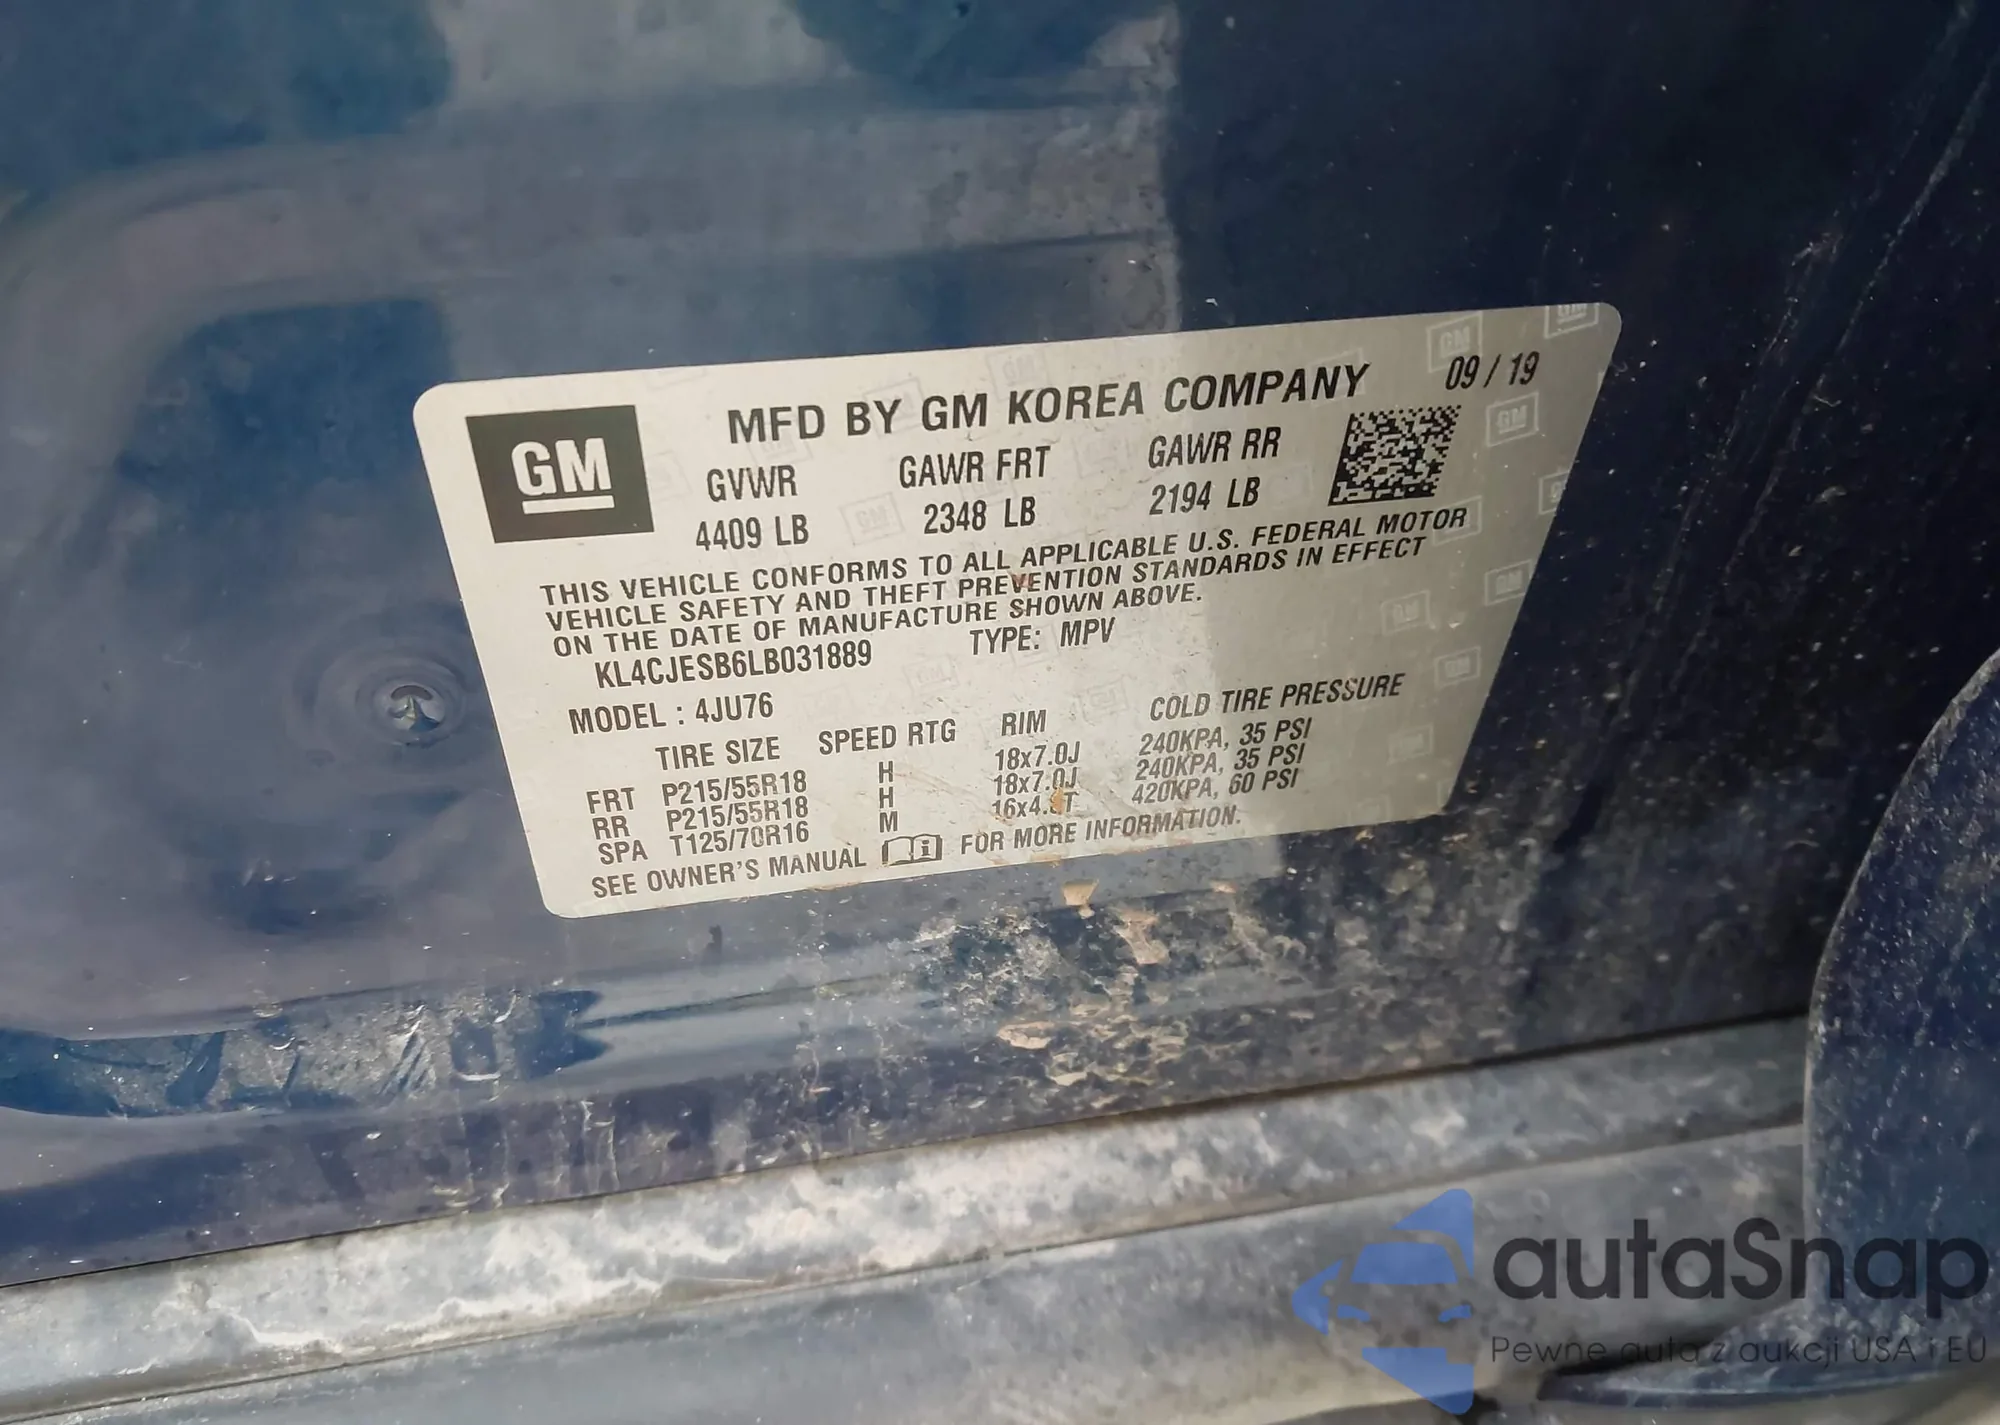 MFD BY GM KOREA COMPANY 09 / 19
GM
GVWR GAWR FRT GAWR RR
4409 LB 2348 LB 2194 LB
THIS VEHICLE CONFORMS TO ALL APPLICABLE U.S. FEDERAL MOTOR
VEHICLE SAFETY AND THEFT PREVENTION STANDARDS IN EFFECT
ON THE DATE OF MANUFACTURE SHOWN ABOVE.
KL4CJESB6LB031889 TYPE: MPV
MODEL : 4JU76
TIRE SIZE SPEED RTG RIM COLD TIRE PRESSURE
FRT P215/55R18 H 18x7.0J 240KPA, 35 PSI
RR P215/55R18 H 18x7.0J 240KPA, 35 PSI
SPA T125/70R16 M 420KPA, 60 PSI
SEE OWNER'S MANUAL FOR MORE INFORMATION.
autaSnap
Pewne auta z aukcji USA i EU